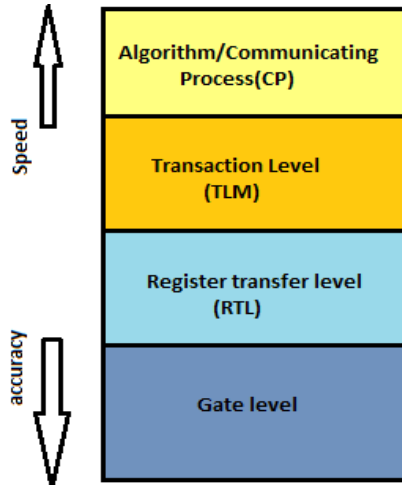 Algorithm/Communicating
Process(CP)
Speed
Transaction Level
(TLM)
Register transfer level
(RTL)
accuracy
Gate level